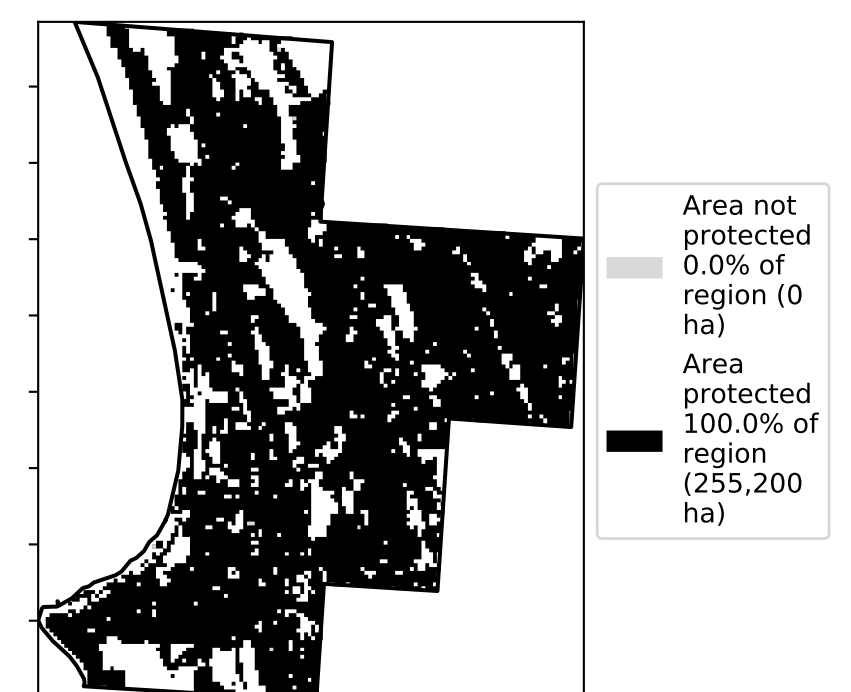 Area not
protected
0.0% of
region (0
ha)
Area
protected
100.0% of
region
(255,200
ha)